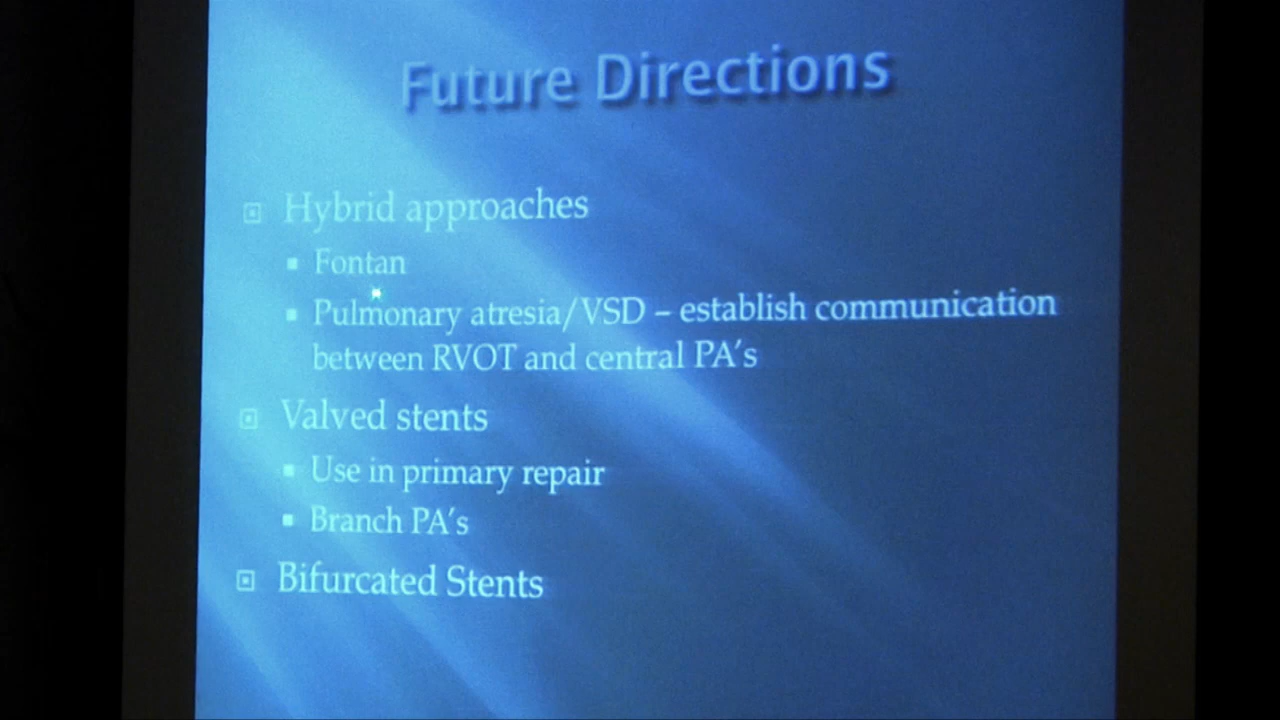 Future Directions
Hybrid approaches
Fontan
Pulmonary atresia/VSD – establish communication
between RVOT and central PA's
Valved stents
Use in primary repair
Branch PA's
Bifurcated Stents